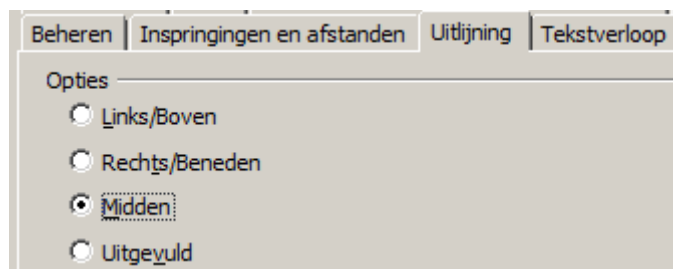 Beheren Inspringingen en afstanden Uitlijning Tekstverloop
Opties
Links/Boven
Rechts/Beneden
Midden
Uitgevuld